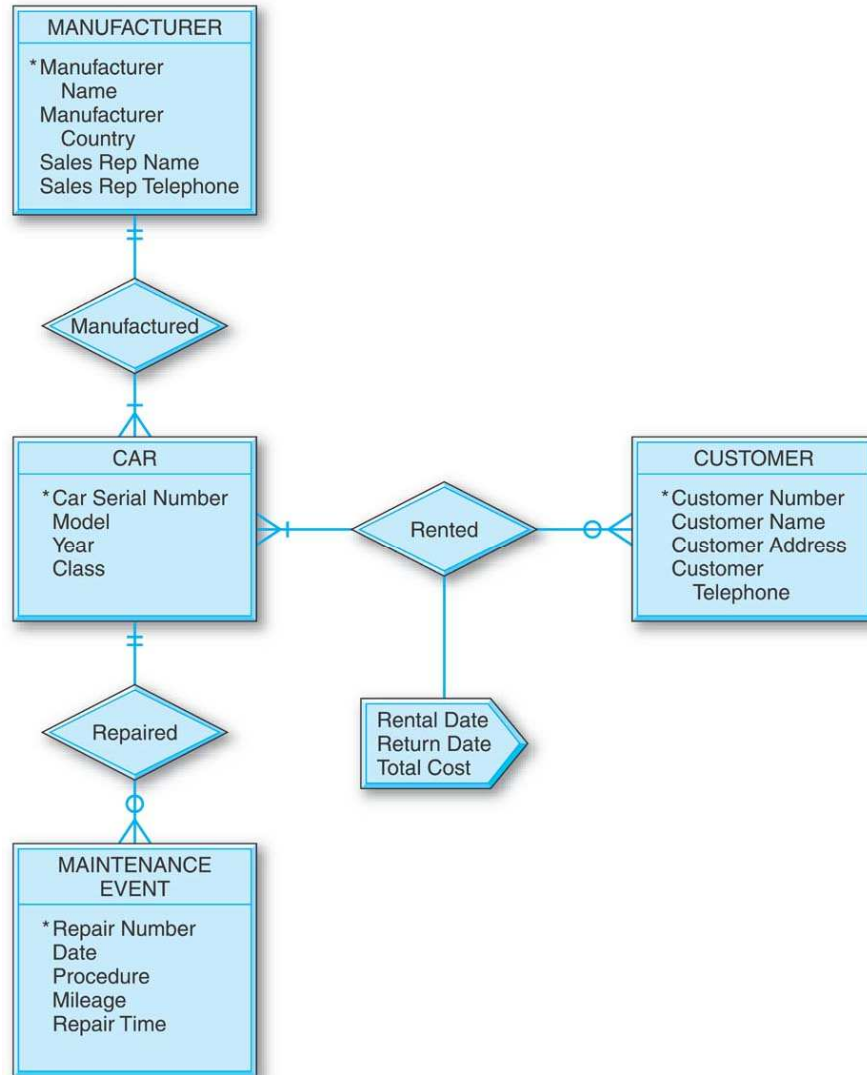 MANUFACTURER
*Manufacturer
Name
Manufacturer
Country
Sales Rep Name
Sales Rep Telephone
Manufactured
CAR
*Car Serial Number
Model
Year
Class
Rented
CUSTOMER
*Customer Number
Customer Name
Customer Address
Customer
Telephone
Rental Date
Return Date
Total Cost
Repaired
MAINTENANCE
EVENT
*Repair Number
Date
Procedure
Mileage
Repair Time